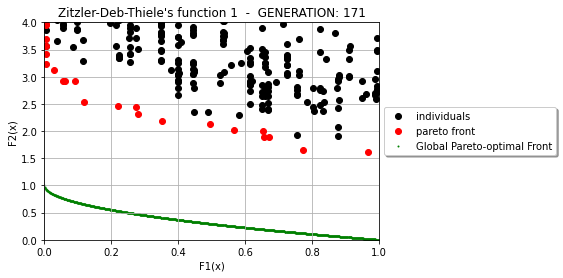 Zitzler-Deb-Thiele's function 1 - GENERATION: 171
4.0
3.5
3.0
2.5
2.0
1.5
1.0
0.5
0.0
F2(x)
0.0 0.2 0.4 0.6 0.8 1.0
F1(x)
individuals
pareto front
Global Pareto-optimal Front